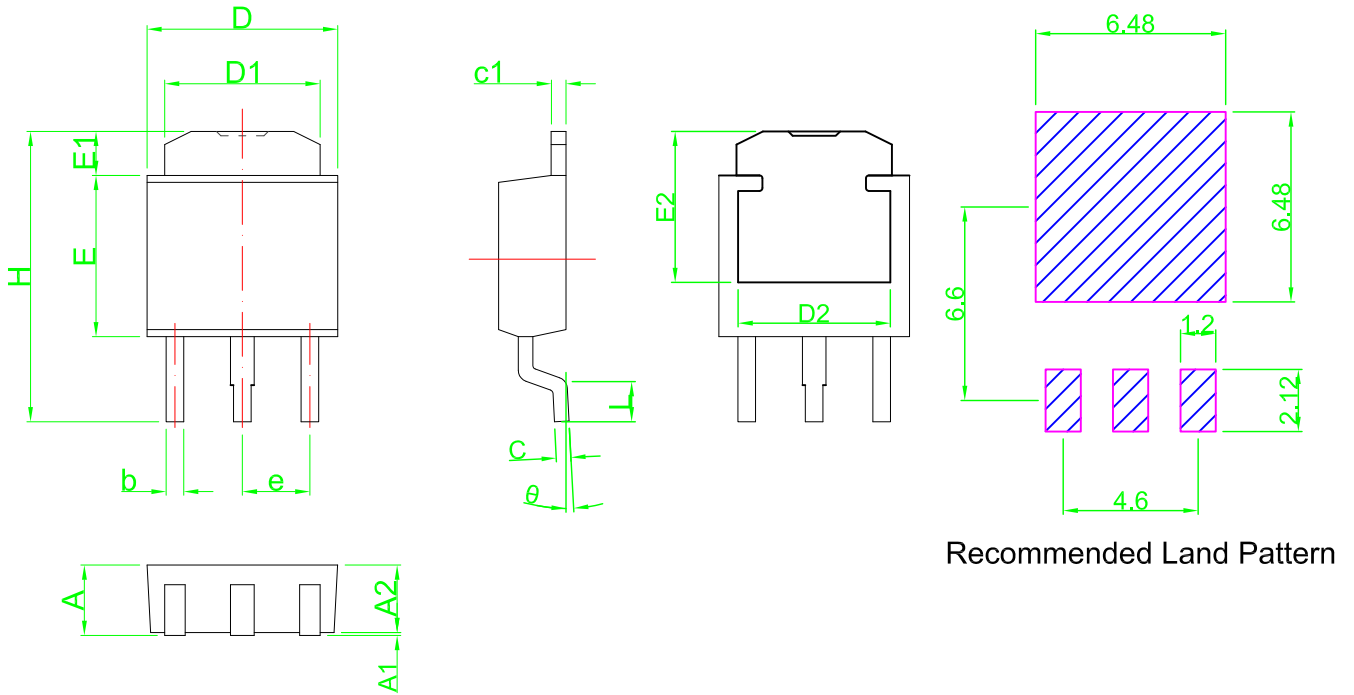 D
D1
E1
E
H
b
e
c1
L
C
θ
E2
D2
6.48
6.48
6.6
1.2
2.12
4.6
Recommended Land Pattern
A
A2
A1